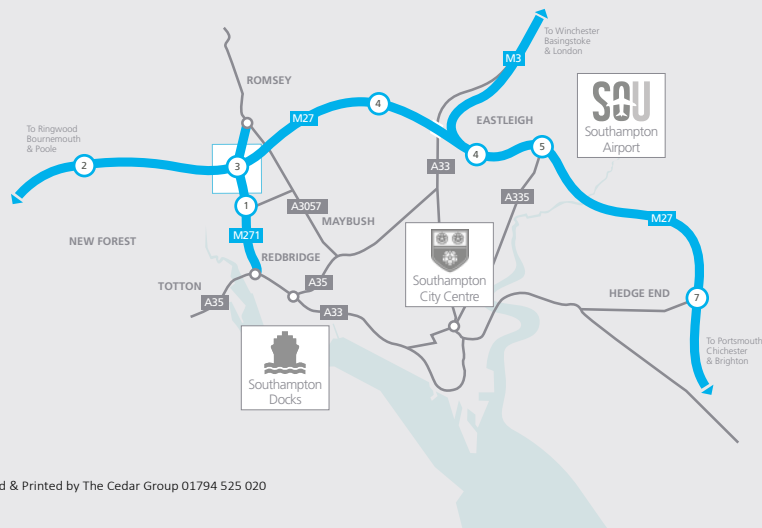 To Winchester
Basingstoke
& London
M3
ROMSEY
SOU
Southampton
Airport
4
M27
EASTLEIGH
To Ringwood
Bournemouth
& Poole
2
3
4
5
A33
A335
1
A3057
MAYBUSH
M27
M271
NEW FOREST
REDBRIDGE
Southampton
City Centre
TOTTON
A35
A35
HEDGE END
7
A33
To Portsmouth
Chichester
& Brighton
Southampton
Docks
d & Printed by The Cedar Group 01794 525 020